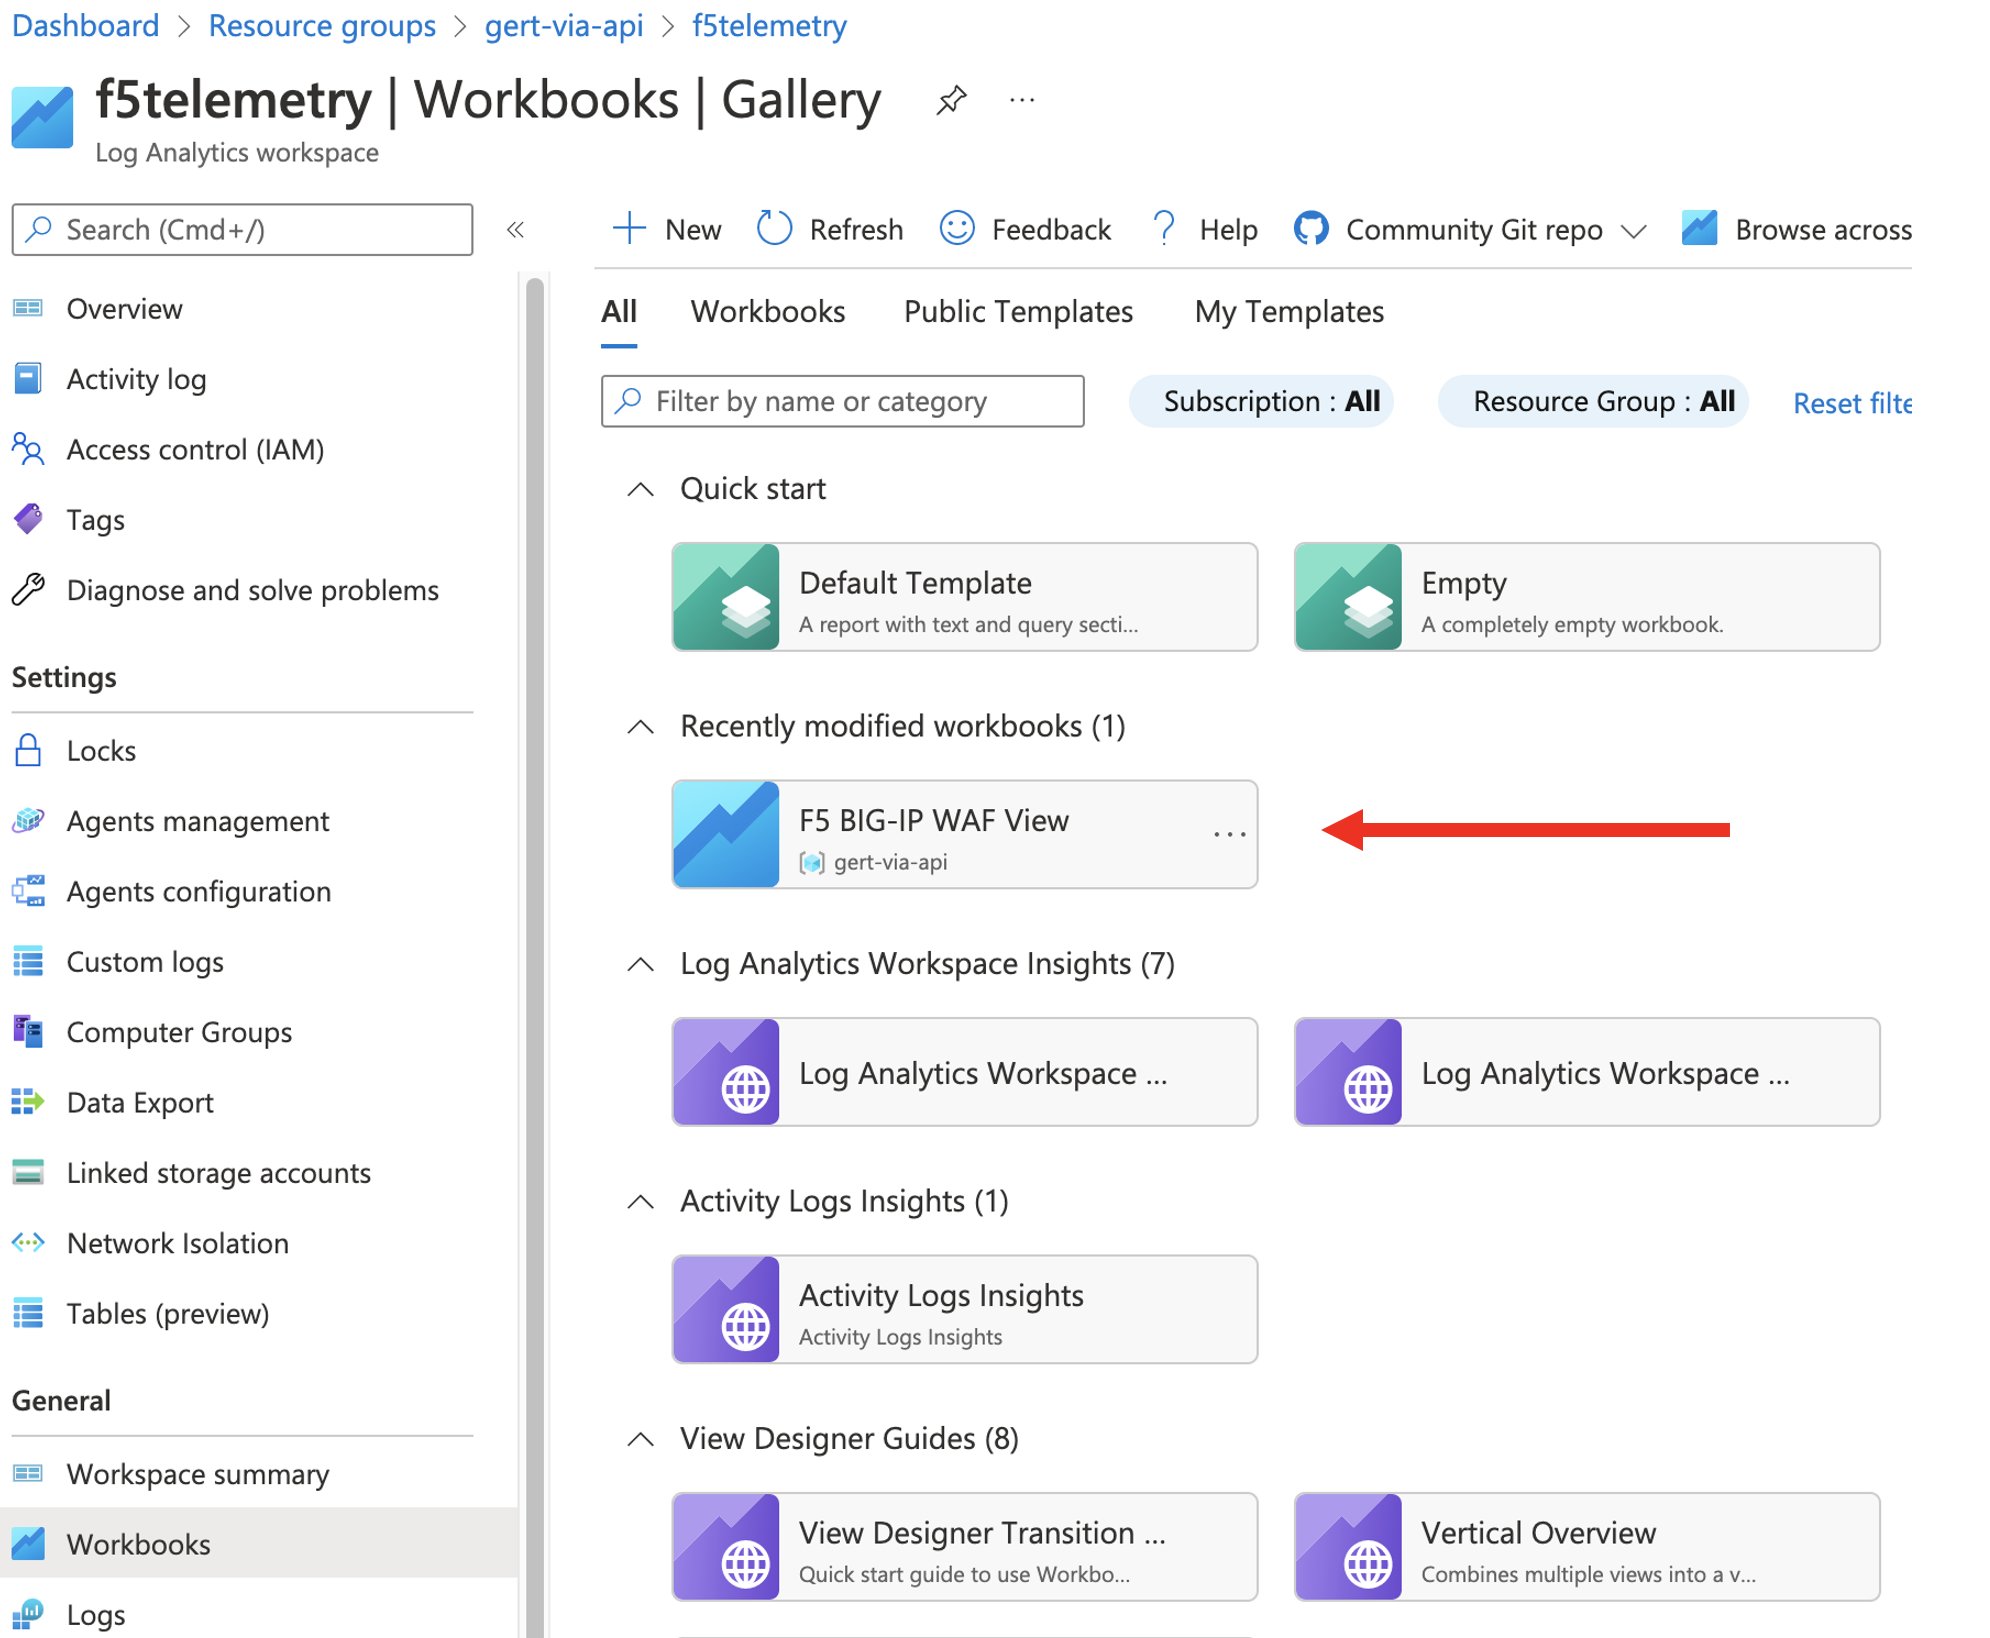 Dashboard > Resource groups > gert-via-api > f5telemetry
f5telemetry | Workbooks | Gallery ...
Log Analytics workspace
Search (Cmd+/)
«
New
Refresh
Feedback
Help
Community Git repo
Browse across
Overview
Activity log
Access control (IAM)
Tags
Diagnose and solve problems
Settings
Locks
Agents management
Agents configuration
Custom logs
Computer Groups
Data Export
Linked storage accounts
Network Isolation
Tables (preview)
General
Workspace summary
Workbooks
Logs
All
Workbooks
Public Templates
My Templates
Filter by name or category
Subscription : All
Resource Group : All
Reset filte
Quick start
Default Template
A report with text and query secti...
Empty
A completely empty workbook.
Recently modified workbooks (1)
F5 BIG-IP WAF View
...
gert-via-api
Log Analytics Workspace Insights (7)
Log Analytics Workspace ...
Log Analytics Workspace ...
Activity Logs Insights (1)
Activity Logs Insights
Activity Logs Insights
View Designer Guides (8)
View Designer Transition ...
Quick start guide to use Workbo...
Vertical Overview
Combines multiple views into a v...